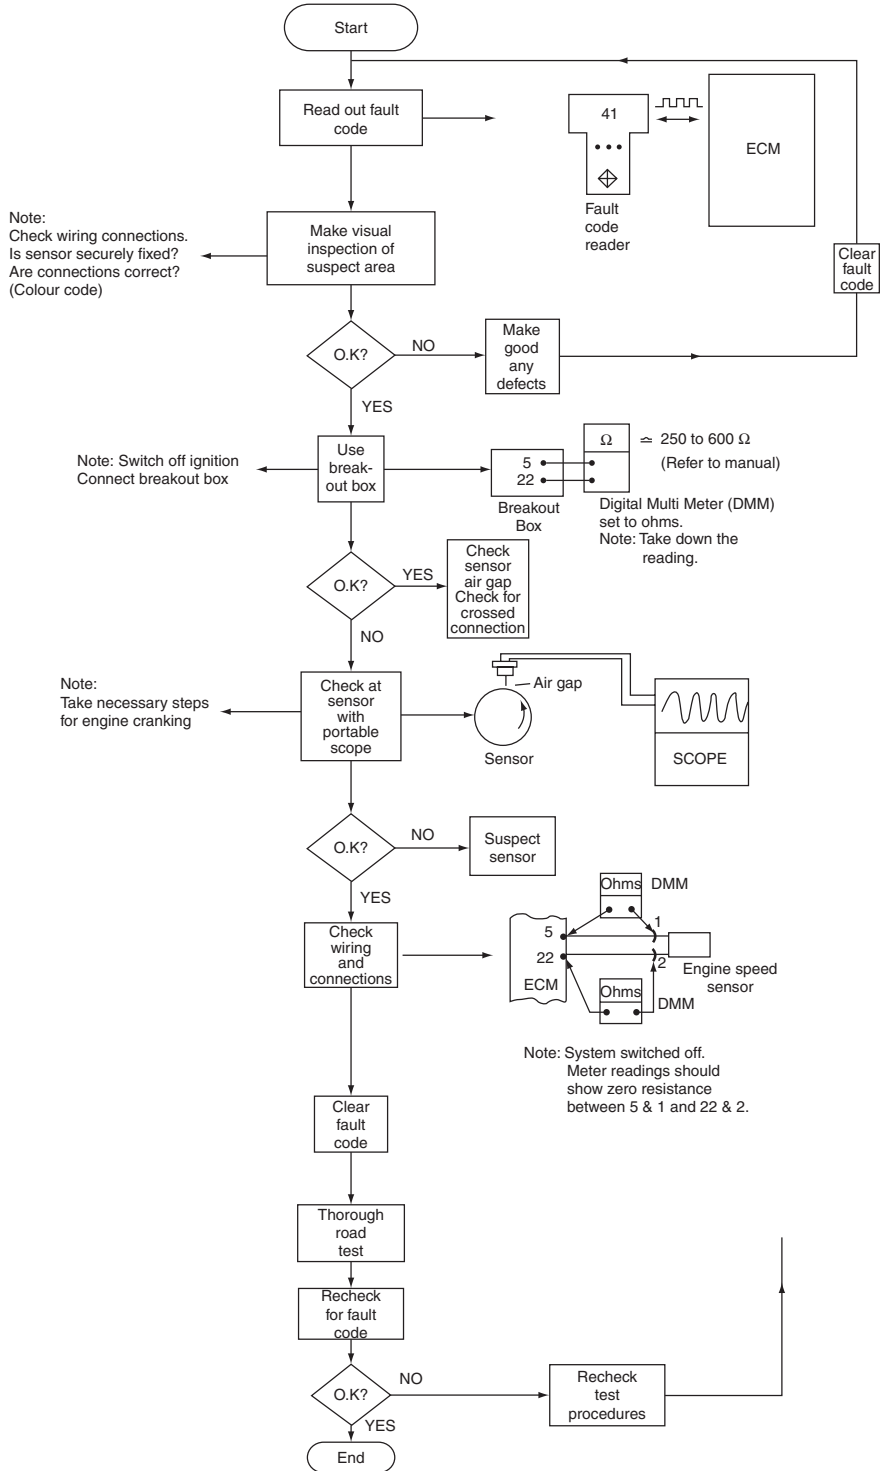 Start
Read out fault
code
41
ECM
Fault
code
reader
Note:
Check wiring connections.
Is sensor securely fixed?
Are connections correct?
(Colour code)
Make visual
inspection of
suspect area
Clear
fault
code
O.K?
NO
Make
good
any
defects
YES
Note: Switch off ignition
Connect breakout box
Use
break-
out box
5
22
Breakout
Box
Ω
≏ 250 to 600 Ω
(Refer to manual)
Digital Multi Meter (DMM)
set to ohms.
Note: Take down the
reading.
O.K?
YES
Check
sensor
air gap
Check for
crossed
connection
NO
Note:
Take necessary steps
for engine cranking
Check at
sensor
with
portable
scope
Air gap
Sensor
SCOPE
O.K?
NO
Suspect
sensor
YES
Check
wiring
and
connections
Ohms
DMM
5
1
22
2
ECM
Engine speed
sensor
Ohms
DMM
Note: System switched off.
Meter readings should
show zero resistance
between 5 & 1 and 22 & 2.
Clear
fault
code
Thorough
road
test
Recheck
for fault
code
O.K?
NO
Recheck
test
procedures
YES
End